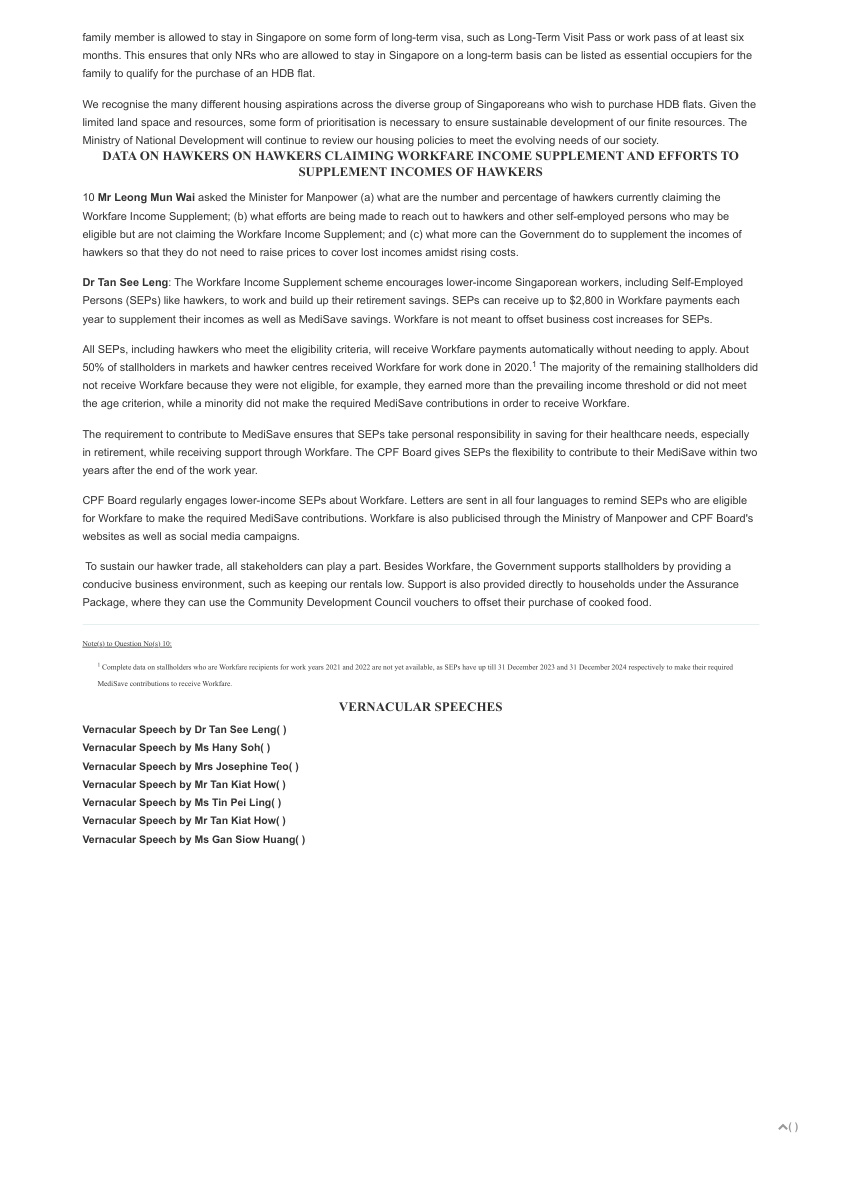 family member is allowed to stay in Singapore on some form of long-term visa, such as Long-Term Visit Pass or work pass of at least six
months. This ensures that only NRs who are allowed to stay in Singapore on a long-term basis can be listed as essential occupiers for the
family to qualify for the purchase of an HDB flat.
We recognise the many different housing aspirations across the diverse group of Singaporeans who wish to purchase HDB flats. Given the
limited land space and resources, some form of prioritisation is necessary to ensure sustainable development of our finite resources. The
Ministry of National Development will continue to review our housing policies to meet the evolving needs of our society.
DATA ON HAWKERS ON HAWKERS CLAIMING WORKFARE INCOME SUPPLEMENT AND EFFORTS TO
SUPPLEMENT INCOMES OF HAWKERS
10 Mr Leong Mun Wai asked the Minister for Manpower (a) what are the number and percentage of hawkers currently claiming the
Workfare Income Supplement; (b) what efforts are being made to reach out to hawkers and other self-employed persons who may be
eligible but are not claiming the Workfare Income Supplement; and (c) what more can the Government do to supplement the incomes of
hawkers so that they do not need to raise prices to cover lost incomes amidst rising costs.
Dr Tan See Leng: The Workfare Income Supplement scheme encourages lower-income Singaporean workers, including Self-Employed
Persons (SEPs) like hawkers, to work and build up their retirement savings. SEPs can receive up to $2,800 in Workfare payments each
year to supplement their incomes as well as MediSave savings. Workfare is not meant to offset business cost increases for SEPs.
All SEPs, including hawkers who meet the eligibility criteria, will receive Workfare payments automatically without needing to apply. About
50% of stallholders in markets and hawker centres received Workfare for work done in 2020.1 The majority of the remaining stallholders did
not receive Workfare because they were not eligible, for example, they earned more than the prevailing income threshold or did not meet
the age criterion, while a minority did not make the required MediSave contributions in order to receive Workfare.
The requirement to contribute to MediSave ensures that SEPs take personal responsibility in saving for their healthcare needs, especially
in retirement, while receiving support through Workfare. The CPF Board gives SEPs the flexibility to contribute to their MediSave within two
years after the end of the work year.
CPF Board regularly engages lower-income SEPs about Workfare. Letters are sent in all four languages to remind SEPs who are eligible
for Workfare to make the required MediSave contributions. Workfare is also publicised through the Ministry of Manpower and CPF Board's
websites as well as social media campaigns.
To sustain our hawker trade, all stakeholders can play a part. Besides Workfare, the Government supports stallholders by providing a
conducive business environment, such as keeping our rentals low. Support is also provided directly to households under the Assurance
Package, where they can use the Community Development Council vouchers to offset their purchase of cooked food.
Note(s) to Question No(s) 10:
1 Complete data on stallholders who are Workfare recipients for work years 2021 and 2022 are not yet available, as SEPs have up till 31 December 2023 and 31 December 2024 respectively to make their required
MediSave contributions to receive Workfare.
VERNACULAR SPEECHES
Vernacular Speech by Dr Tan See Leng( )
Vernacular Speech by Ms Hany Soh( )
Vernacular Speech by Mrs Josephine Teo( )
Vernacular Speech by Mr Tan Kiat How( )
Vernacular Speech by Ms Tin Pei Ling( )
Vernacular Speech by Mr Tan Kiat How( )
Vernacular Speech by Ms Gan Siow Huang( )
( )